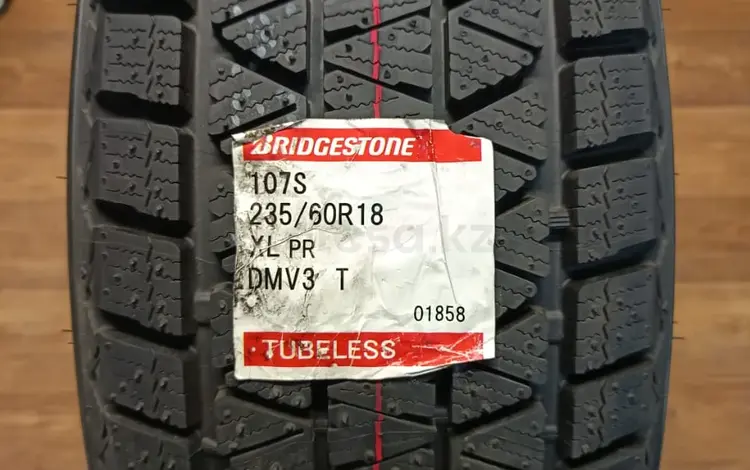 BRIDGESTONE
107S
235/60R18
XL PR
DMV3 T
01858
TUBELESS